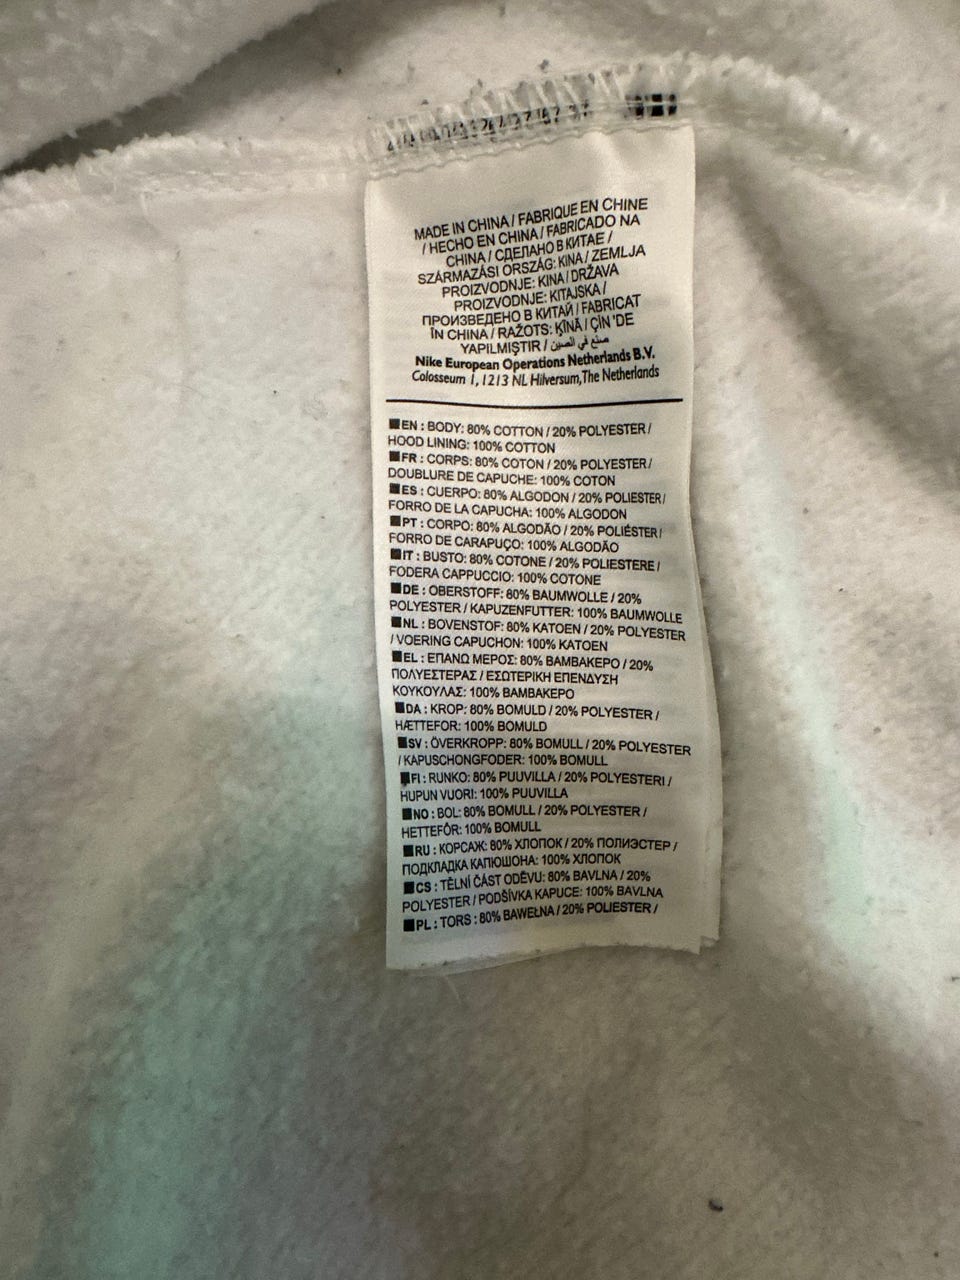 MADE IN CHINA / FABRIQUE EN CHINE
/ HECHO EN CHINA / FABRICADO NA
CHINA / СДЕЛАНО В КИТАЕ /
SZÁRMAZÁSI ORSZÁG: KINA / ZEMLJA
PROIZVODNJE: KINA / DRŽAVA
PROIZVODNJE: KITAJSKA /
ПРОИЗВЕДЕНО В КИТАЙ / FABRICAT
ÎN CHINA / RAŽOTS: ĶĪNĀ / ÇİN 'DE
YAPILMIŞTIR / صنع في الصين
Nike European Operations Netherlands B.V.
Colosseum 1, 1213 NL Hilversum, The Netherlands
■EN : BODY: 80% COTTON / 20% POLYESTER /
HOOD LINING: 100% COTTON
■FR : CORPS: 80% COTON / 20% POLYESTER /
DOUBLURE DE CAPUCHE: 100% COTON
■ES : CUERPO: 80% ALGODON / 20% POLIESTER /
FORRO DE LA CAPUCHA: 100% ALGODON
■PT : CORPO: 80% ALGODÃO / 20% POLIÉSTER /
FORRO DE CARAPUÇO: 100% ALGODÃO
■IT : BUSTO: 80% COTONE / 20% POLIESTERE /
FODERA CAPPUCCIO: 100% COTONE
■DE : OBERSTOFF: 80% BAUMWOLLE / 20%
POLYESTER / KAPUZENFUTTER: 100% BAUMWOLLE
■NL : BOVENSTOF: 80% KATOEN / 20% POLYESTER
/ VOERING CAPUCHON: 100% KATOEN
■EL : ΕΠΑΝΩ ΜΕΡΟΣ: 80% ΒΑΜΒΑΚΕΡΟ / 20%
ΠΟΛΥΕΣΤΕΡΑΣ / ΕΣΩΤΕΡΙΚΗ ΕΠΕΝΔΥΣΗ
ΚΟΥΚΟΥΛΑΣ: 100% ΒΑΜΒΑΚΕΡΟ
■DA : KROP: 80% BOMULD / 20% POLYESTER /
HÆTTEFOR: 100% BOMULD
■SV : ÖVERKROPP: 80% BOMULL / 20% POLYESTER
/ KAPUSCHONGFODER: 100% BOMULL
■FI : RUNKO: 80% PUUVILLA / 20% POLYESTERI /
HUPUN VUORI: 100% PUUVILLA
■NO : BOL: 80% BOMULL / 20% POLYESTER /
HETTEFÔR: 100% BOMULL
■RU : КОРСАЖ: 80% ХЛОПОК / 20% ПОЛИЭСТЕР /
ПОДКЛАДКА КАПЮШОНА: 100% ХЛОПОК
■CS : TĚLNÍ ČÁST ODĚVU: 80% BAVLNA / 20%
POLYESTER / PODŠÍVKA KAPUCE: 100% BAVLNA
■PL : TORS : 80% BAWEŁNA / 20% POLIESTER /